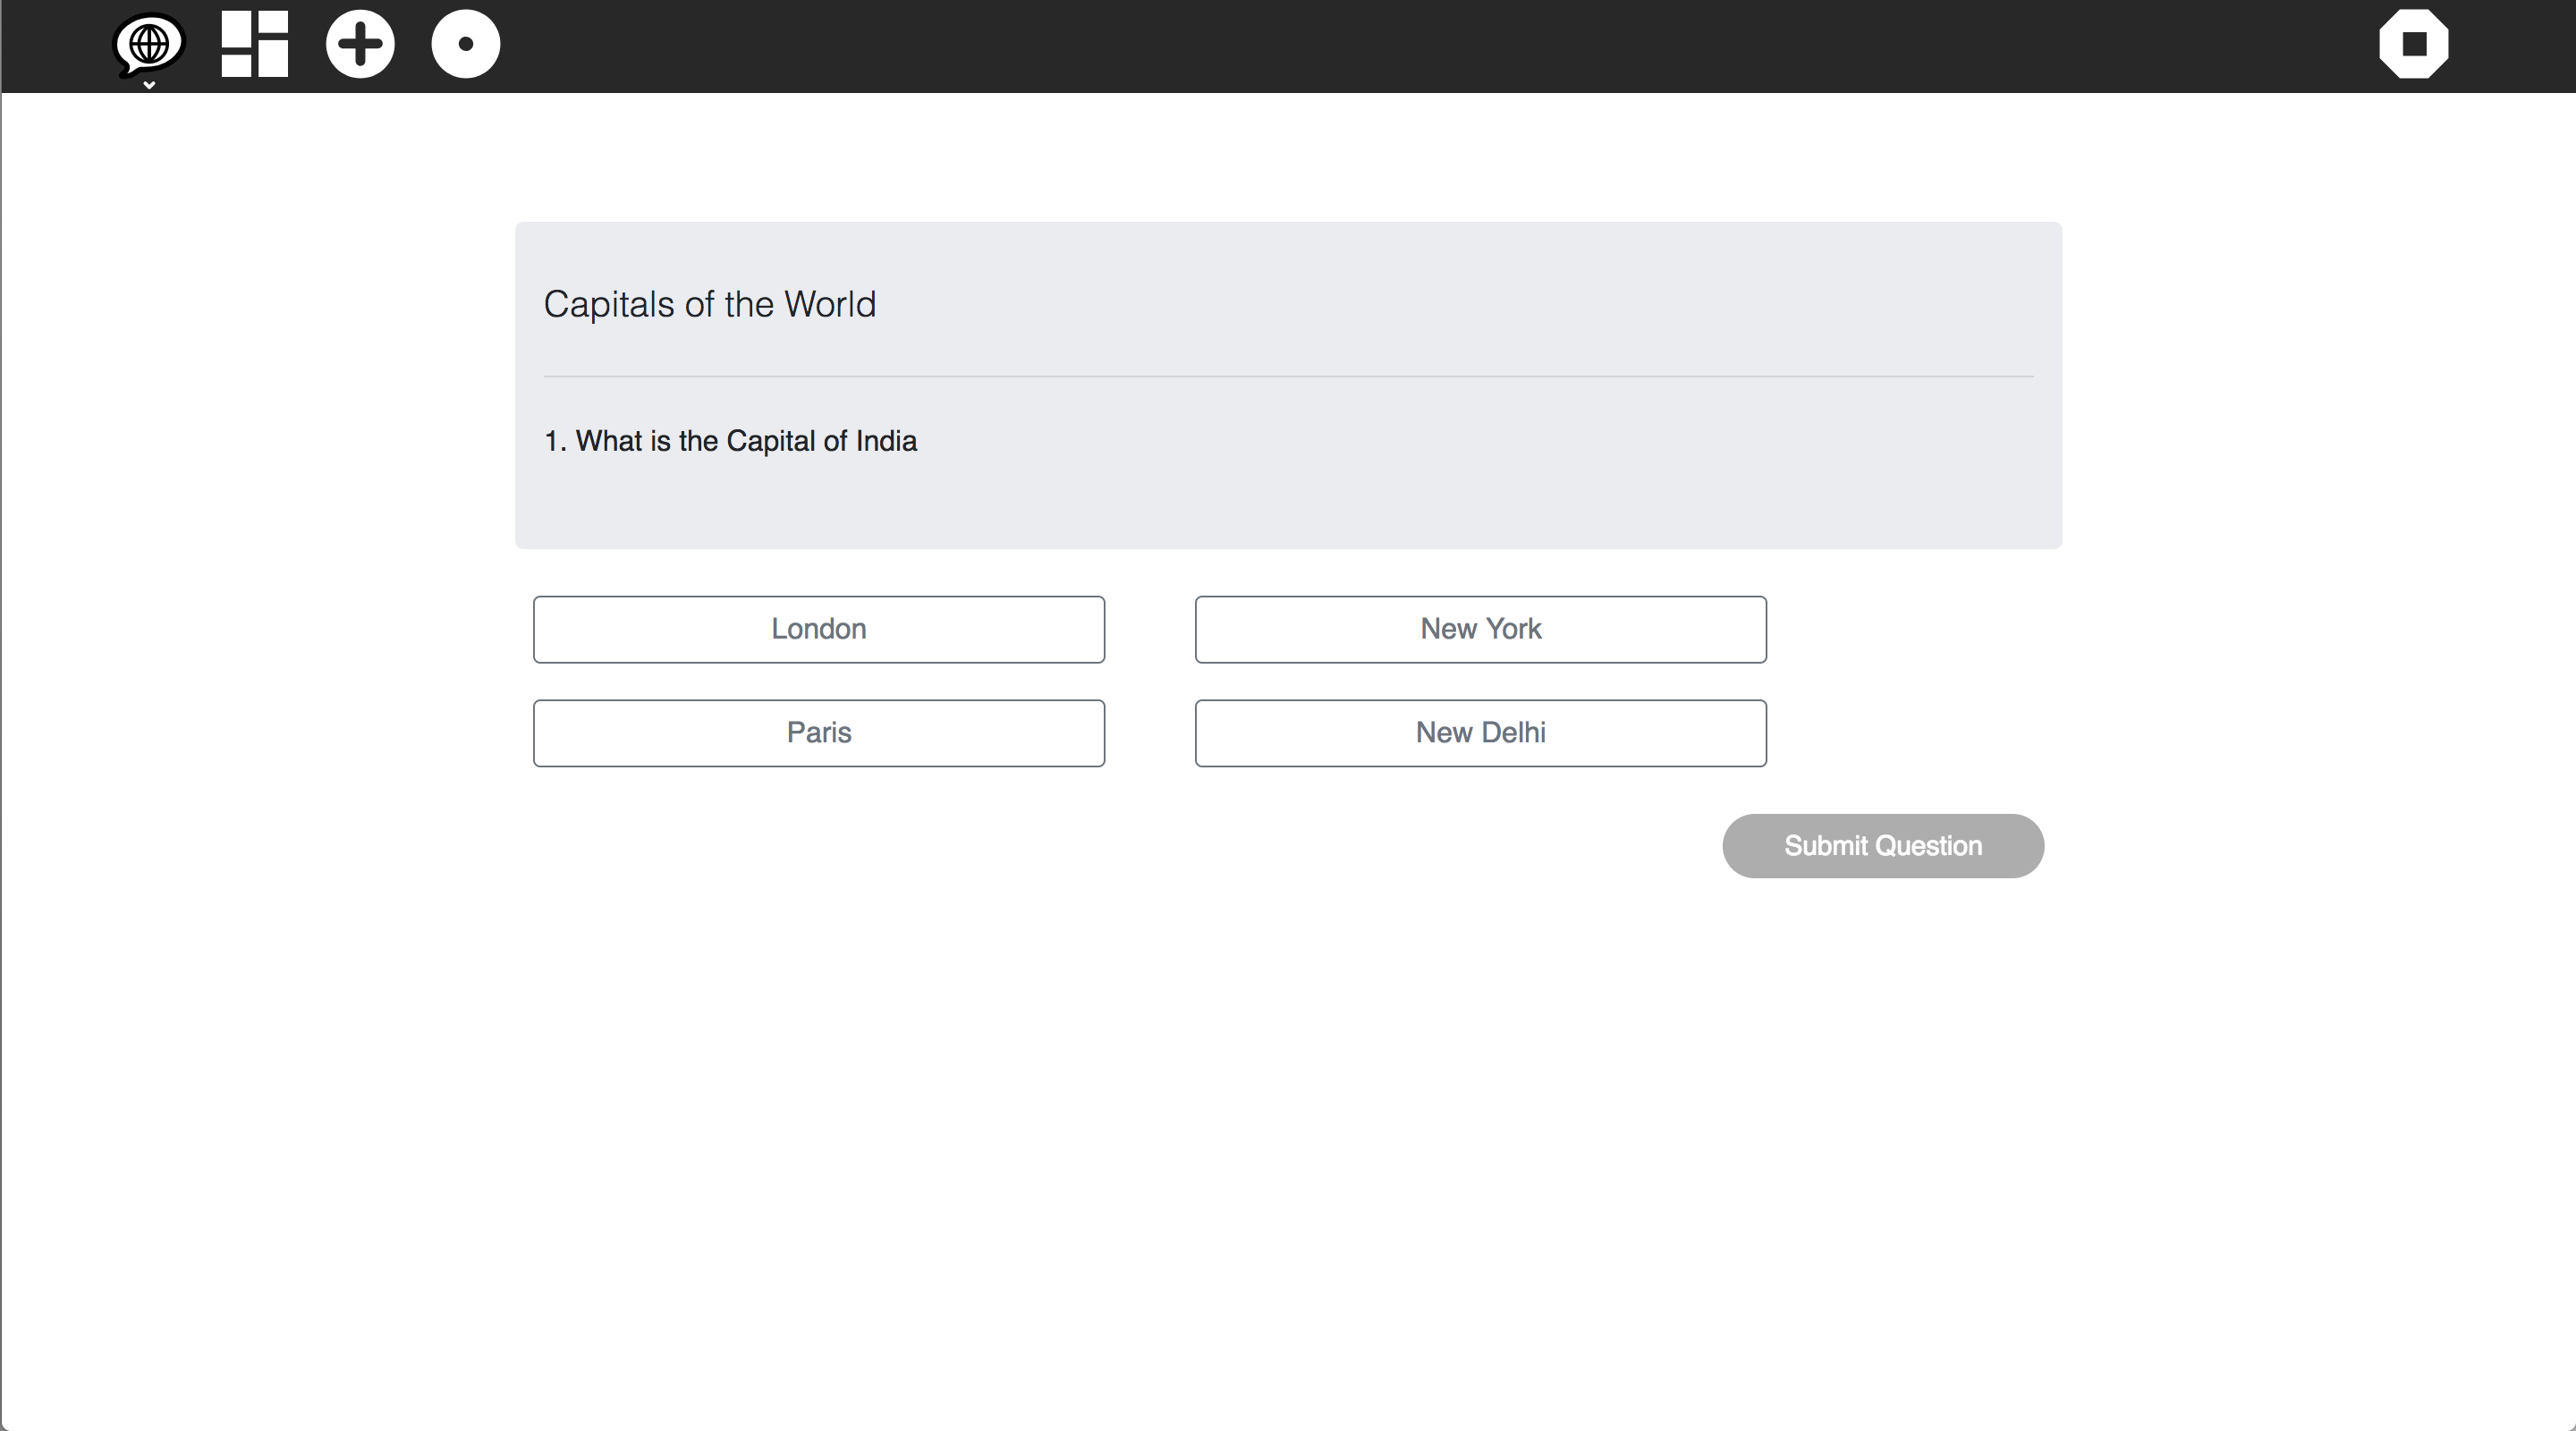 Capitals of the World
1. What is the Capital of India
London
New York
Paris
New Delhi
Submit Question